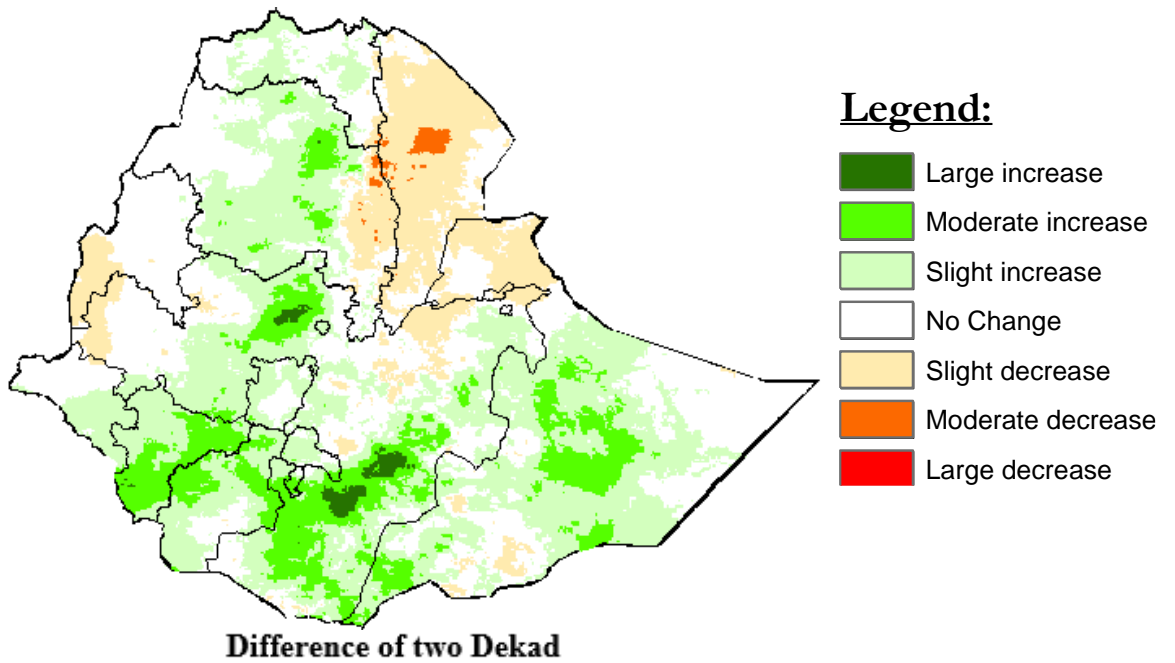 Legend:
Large increase
Moderate increase
Slight increase
No Change
Slight decrease
Moderate decrease
Large decrease
Difference of two Dekad